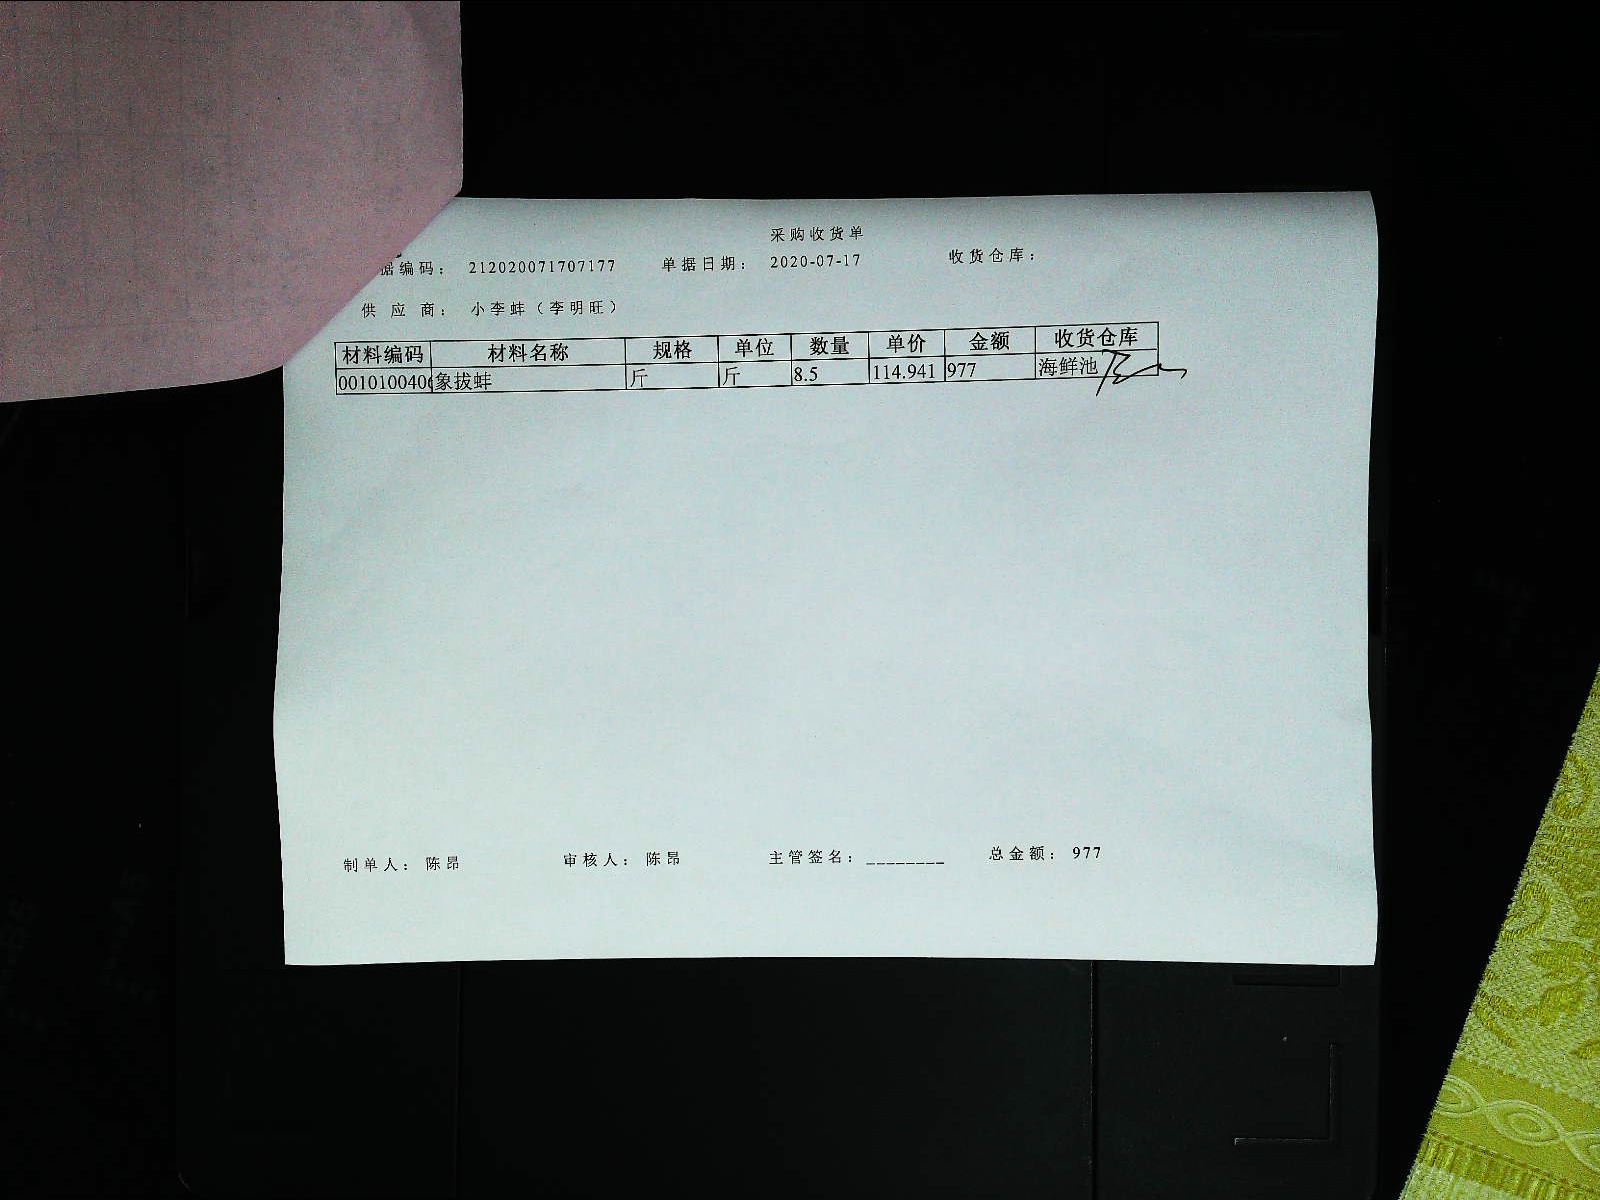 采购收货单
据编码： 212020071707177 单据日期： 2020-07-17 收货仓库：
供 应 商： 小李蚌（李明旺）
材料编码 材料名称 规格 单位 数量 单价 金额 收货仓库
001010040 象拔蚌 斤 斤 8.5 114.941 977 海鲜池
制单人： 陈昂 审核人： 陈昂 主管签名：________ 总金额： 977